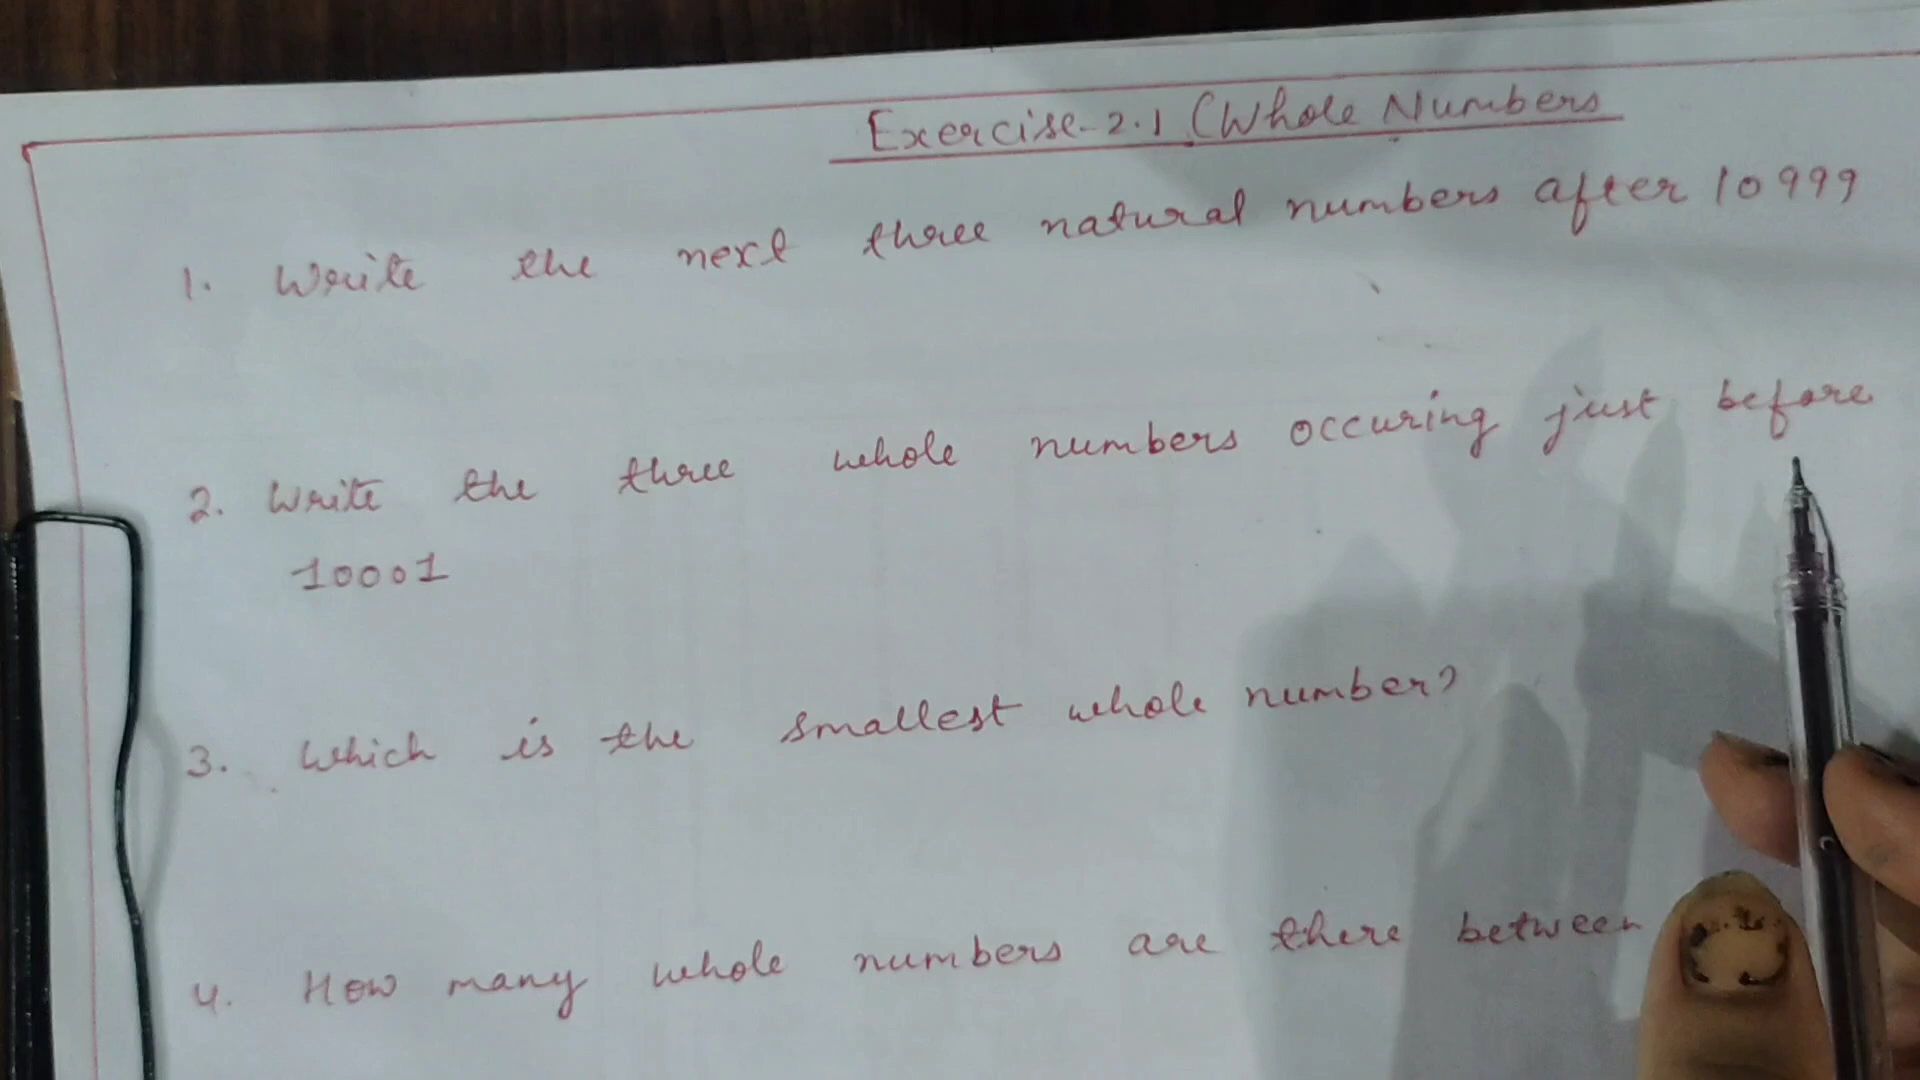 Exercise-2.1 (Whole Numbers
1. Write the next three natural numbers after 10999
2. Write the three whole numbers occuring just before
10001
3. Which is the smallest whole number?
4. How many whole numbers are there between